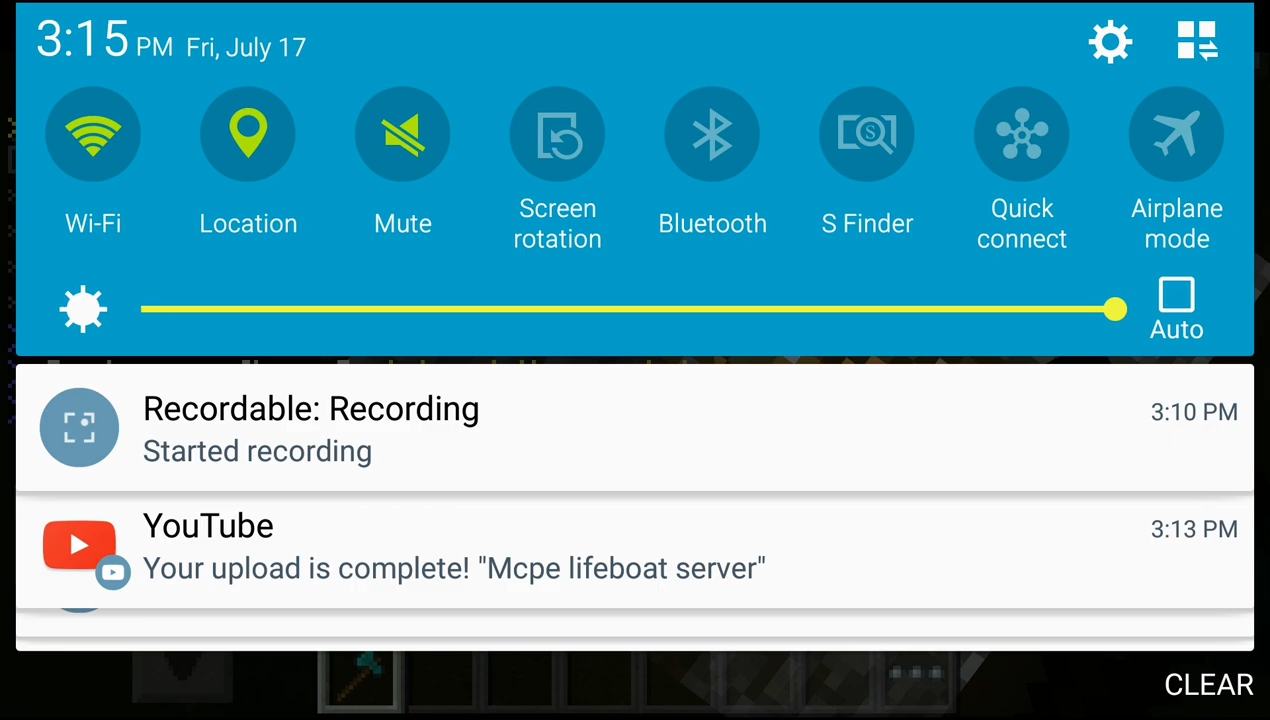 3:15 PM Fri, July 17
Wi-Fi
Location
Mute
Screen
rotation
Bluetooth
S Finder
Quick
connect
Airplane
mode
Auto
Recordable: Recording
3:10 PM
Started recording
YouTube
3:13 PM
Your upload is complete! "Mcpe lifeboat server"
CLEAR